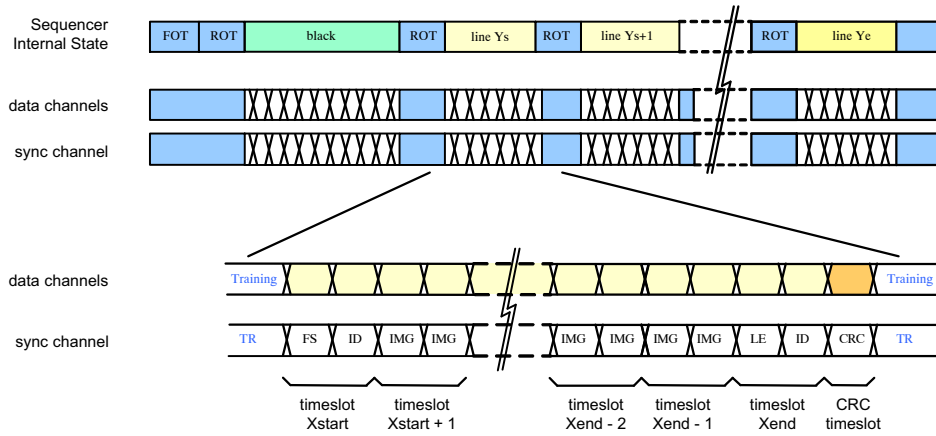 Sequencer
Internal State
FOT ROT black ROT line Ys ROT line Ys+1 ROT line Ye
data channels
sync channel
data channels Training Training
sync channel TR FS ID IMG IMG IMG IMG IMG IMG LE ID CRC TR
timeslot timeslot timeslot timeslot timeslot CRC
Xstart Xstart + 1 Xend - 2 Xend - 1 Xend timeslot